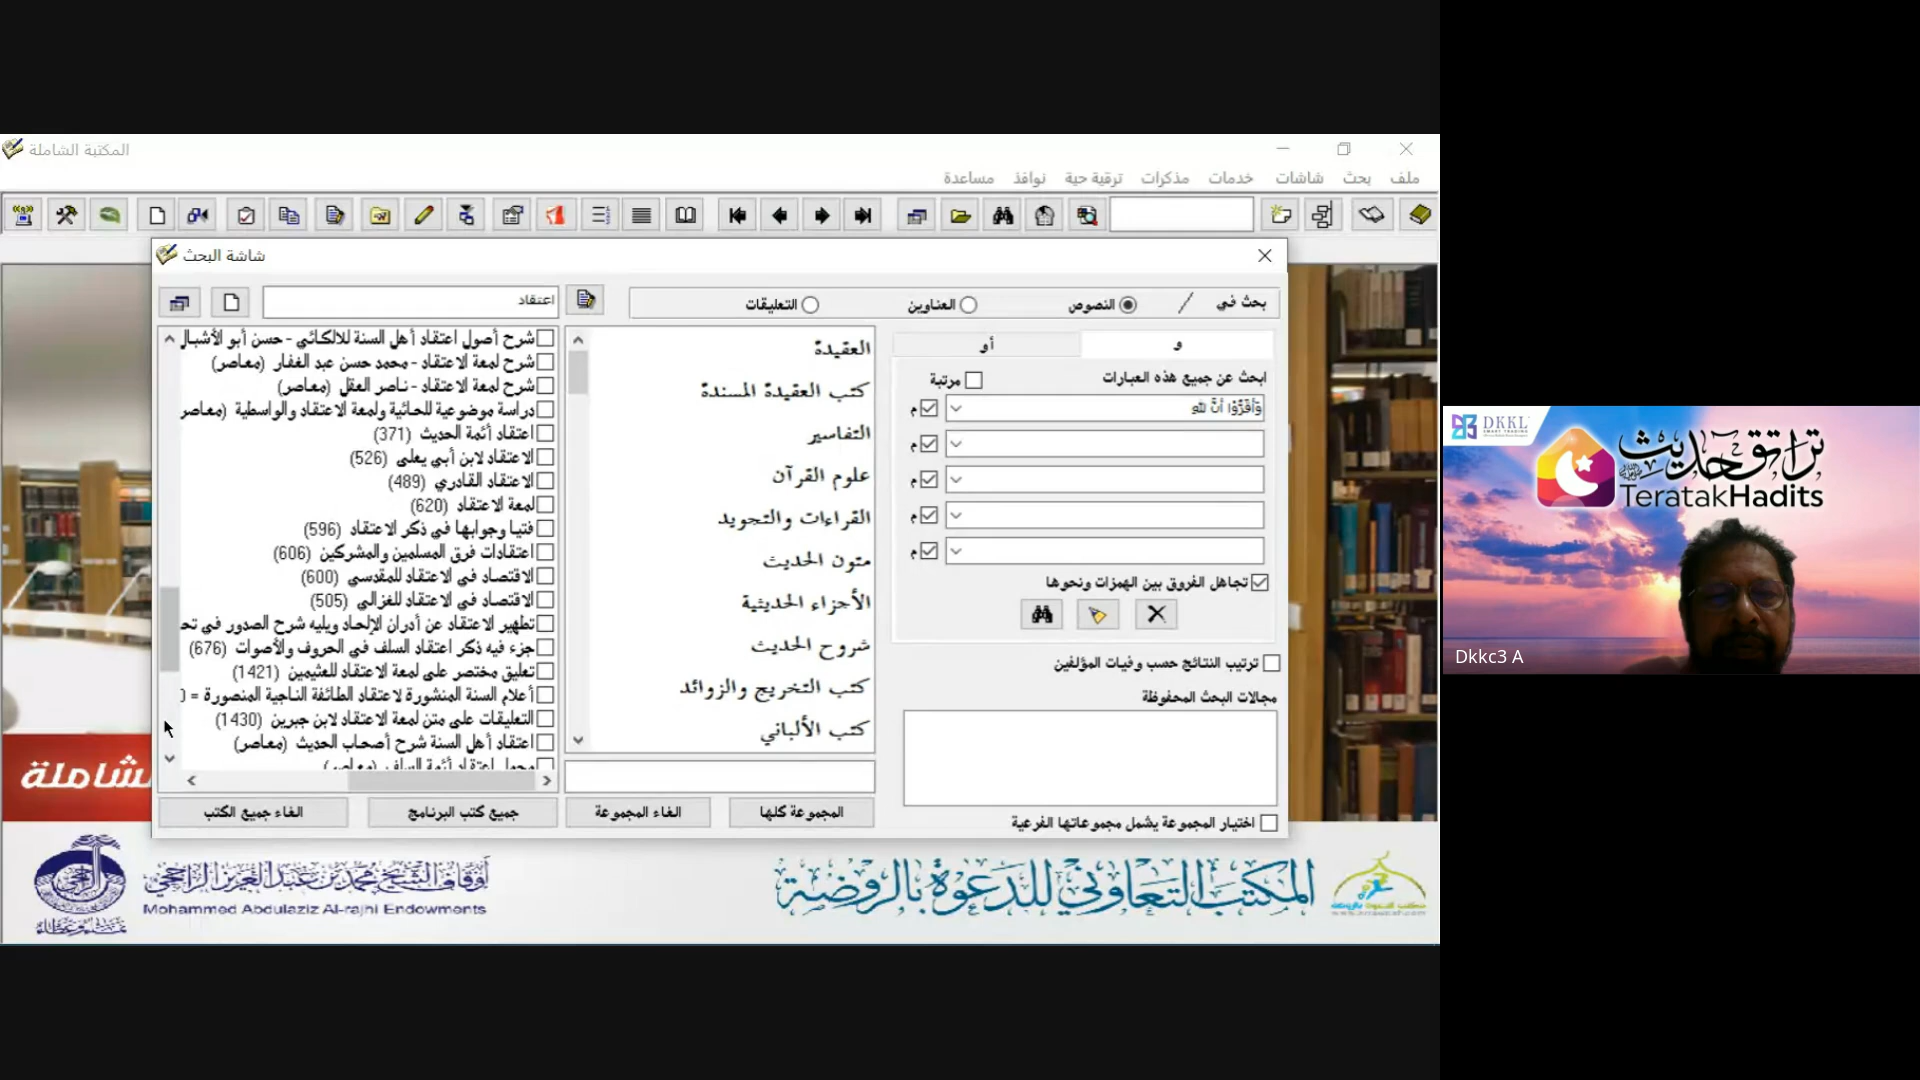 المكتبة الشاملة
ملف بحث شاشات خدمات مذكرات ترقية حية نوافذ مساعدة
شاشة البحث
بحث في / النصوص العناوين التعليقات
اعتقاد
و أو
ابحث عن جميع هذه العبارات مرتبة
وَأَقَرُّوْا أَنَّ لله
م
م
م
م
م
تجاهل الفروق بين الهمزات ونحوها
ترتيب النتائج حسب وفيات المؤلفين
مجالات البحث المحفوظة
اختيار المجموعة يشمل مجموعاتها الفرعية
العقيدة
كتب العقيدة المسندة
التفاسير
علوم القرآن
القراءات والتجويد
متون الحديث
الأجزاء الحديثية
شروح الحديث
كتب التخريج والزوائد
كتب الألباني
المجموعة كلها
الغاء المجموعة
شرح أصول اعتقاد أهل السنة للالكائي - حسن أبو الأشبال
شرح لمعة الاعتقاد - محمد حسن عبد الغفار (معاصر)
شرح لمعة الاعتقاد - ناصر العقل (معاصر)
دراسة موضوعية للحائية ولمعة الاعتقاد والواسطية (معاصر
اعتقاد أئمة الحديث (371)
الاعتقاد لابن أبي يعلى (526)
الاعتقاد القادري (489)
لمعة الاعتقاد (620)
فتيا وجوابها في ذكر الاعتقاد (596)
اعتقادات فرق المسلمين والمشركين (606)
الاقتصاد في الاعتقاد للمقدسي (600)
الاقتصاد في الاعتقاد للغزالي (505)
تطهير الاعتقاد عن أدران الإلحاد ويليه شرح الصدور في تح
جزء فيه ذكر اعتقاد السلف في الحروف والأصوات (676)
تعليق مختصر على لمعة الاعتقاد للعثيمين (1421)
أعلام السنة المنشورة لاعتقاد الطائفة الناجية المنصورة =
التعليقات على متن لمعة الاعتقاد لابن جبرين (1430)
اعتقاد أهل السنة شرح أصحاب الحديث (معاصر)
مجمل اعتقاد أئمة السلف (معاصر)
جميع كتب البرنامج
الغاء جميع الكتب
شاملة
المكتب التعاوني للدعوة بالروضة
أوقاف الشيخ محمد بن عبد العزيز الراجحي
Mohammed Abdulaziz Al-rajhi Endowments
DKKL
تراتق حديث
TeratakHadits
Dkkc3 A